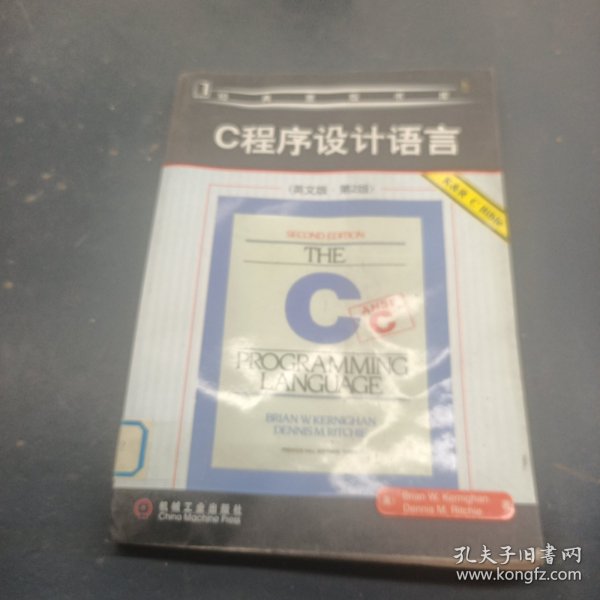 C程序设计语言
（英文版·第2版）
SECOND EDITION
THE
C
ANSI
C
PROGRAMMING
LANGUAGE
BRIAN W. KERNIGHAN
DENNIS M. RITCHIE
机械工业出版社
China Machine Press
Brian W. Kernighan
Dennis M. Ritchie
孔夫子旧书网
www.kongfz.com